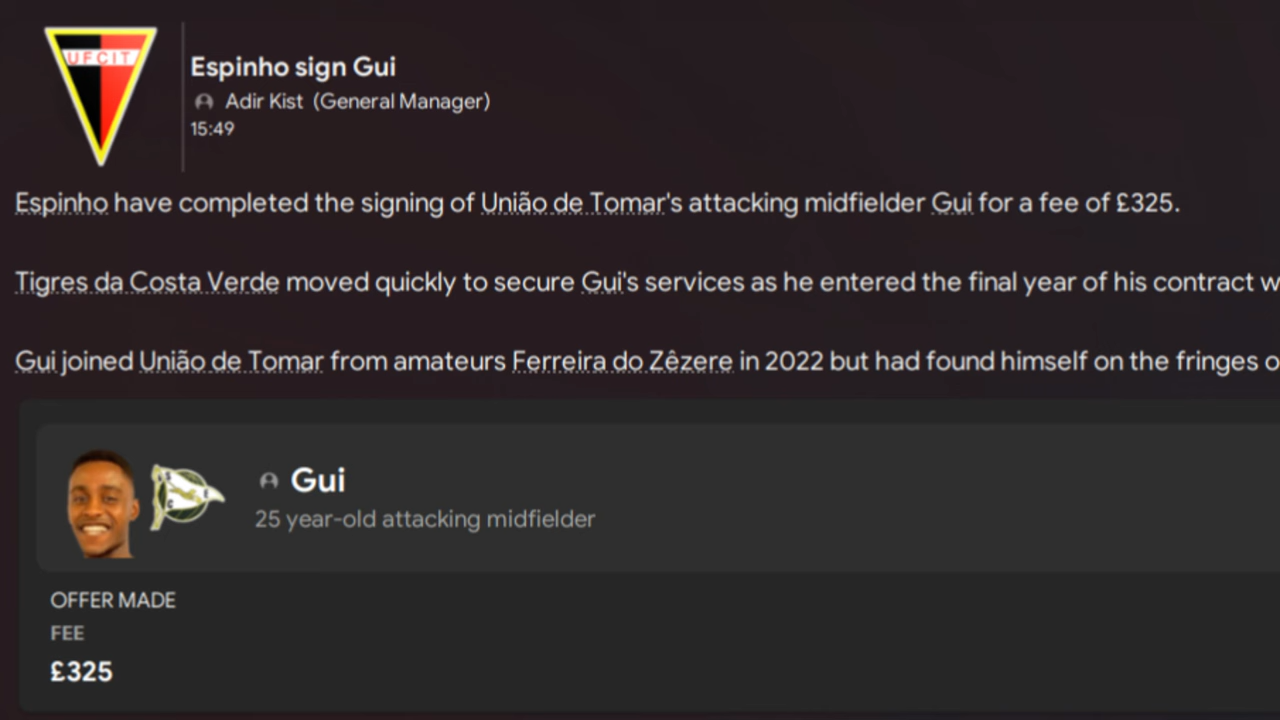 UFCIT
Espinho sign Gui
Adir Kist (General Manager)
15:49
Espinho have completed the signing of União de Tomar's attacking midfielder Gui for a fee of £325.
Tigres da Costa Verde moved quickly to secure Gui's services as he entered the final year of his contract w
Gui joined União de Tomar from amateurs Ferreira do Zêzere in 2022 but had found himself on the fringes o
Gui
25 year-old attacking midfielder
OFFER MADE
FEE
£325